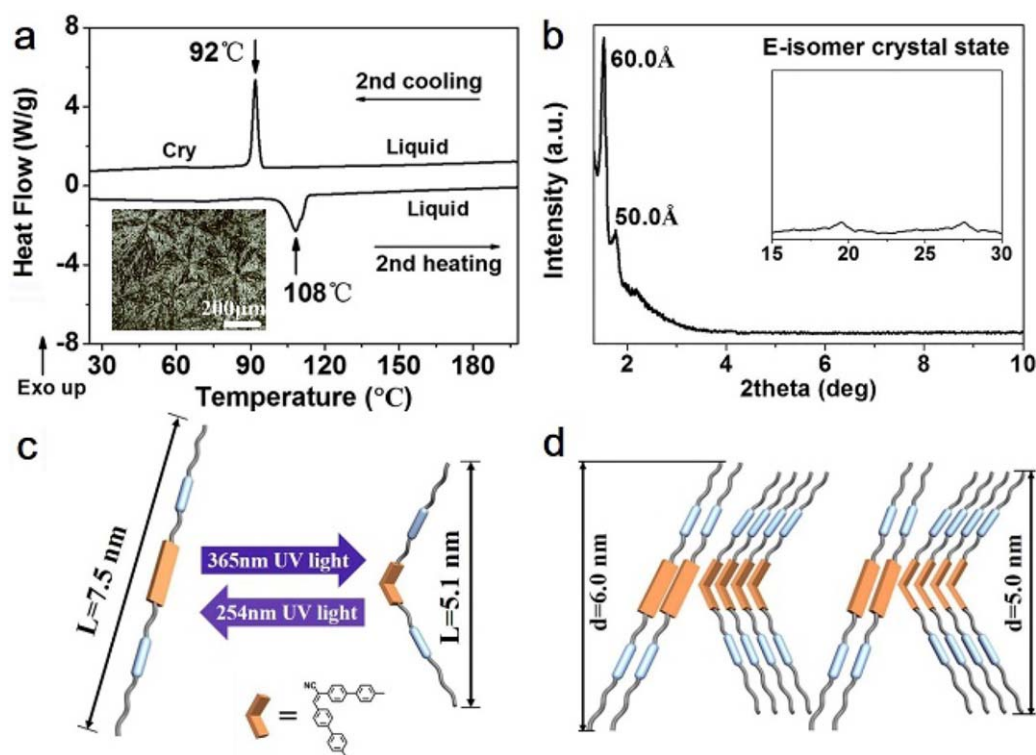 a
8
4
0
-4
-8
Heat Flow (W/g)
92℃
2nd cooling
Cry
Liquid
Liquid
2nd heating
108℃
200μm
Exo up
30
60
90
120
150
180
Temperature (°C)
b
60.0Å
50.0Å
E-isomer crystal state
15
20
25
30
Intensity (a.u.)
2
4
6
8
10
2theta (deg)
c
L=7.5 nm
365nm UV light
254nm UV light
L=5.1 nm
=
NC
d
d=6.0 nm
d=5.0 nm